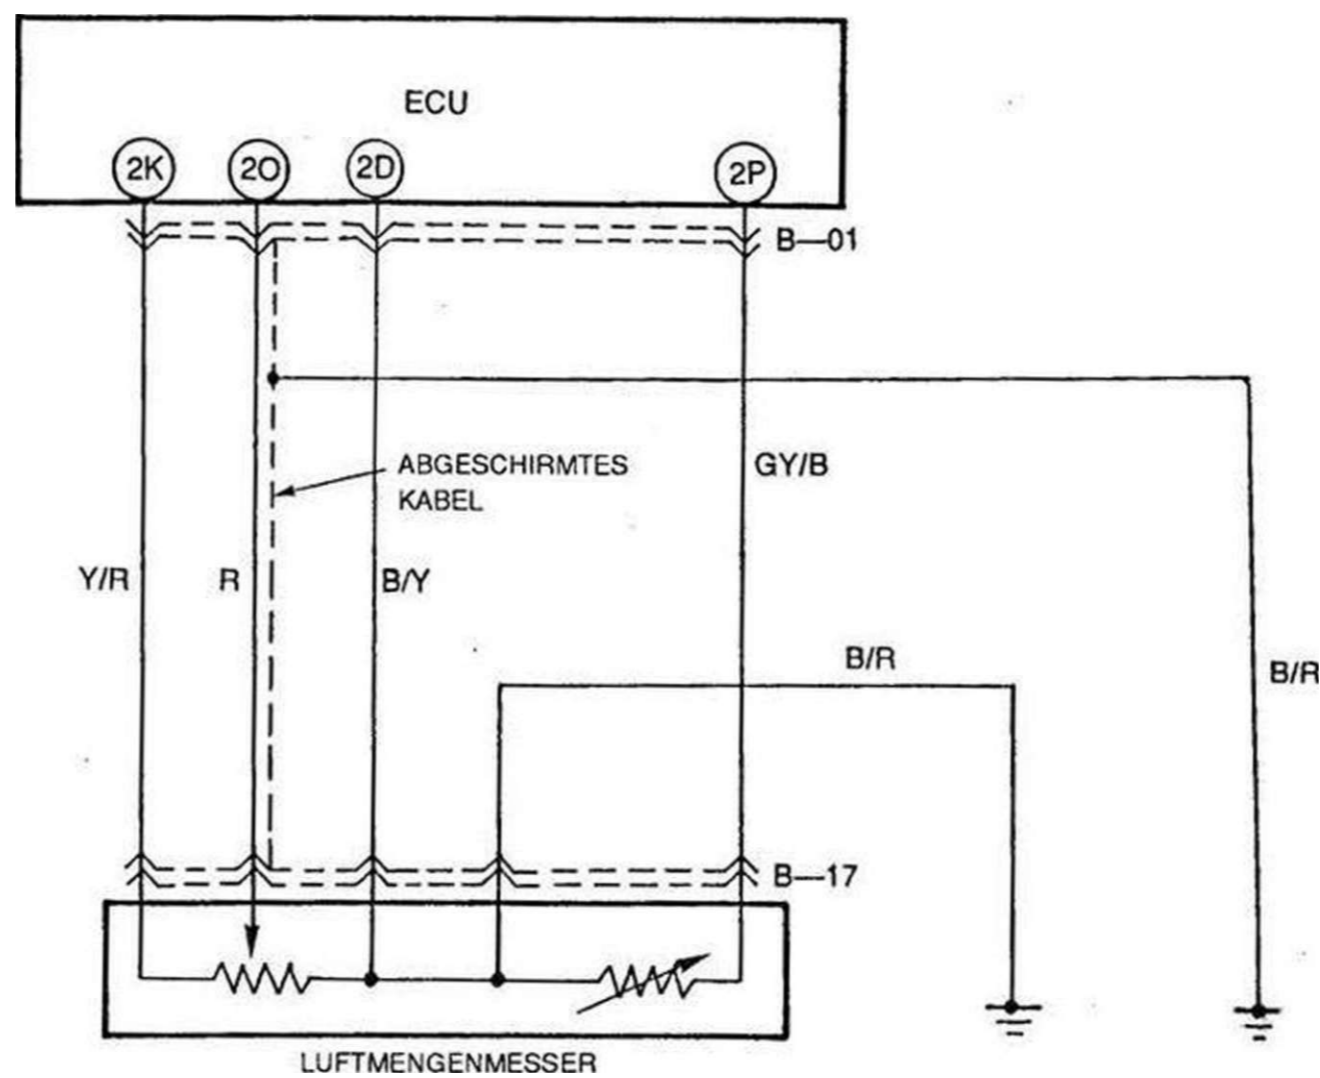 ECU
2K 2O 2D 2P
B—01
ABGESCHIRMTES
KABEL
GY/B
Y/R R B/Y
B/R
B/R
B—17
LUFTMENGENMESSER